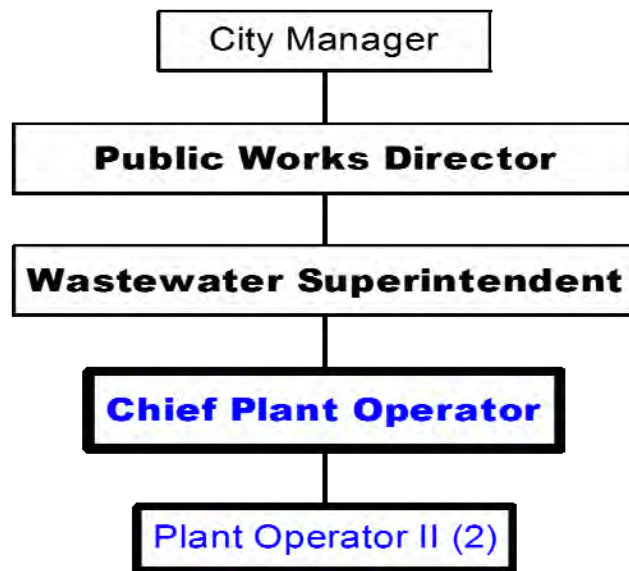 City Manager
Public Works Director
Wastewater Superintendent
Chief Plant Operator
Plant Operator II (2)